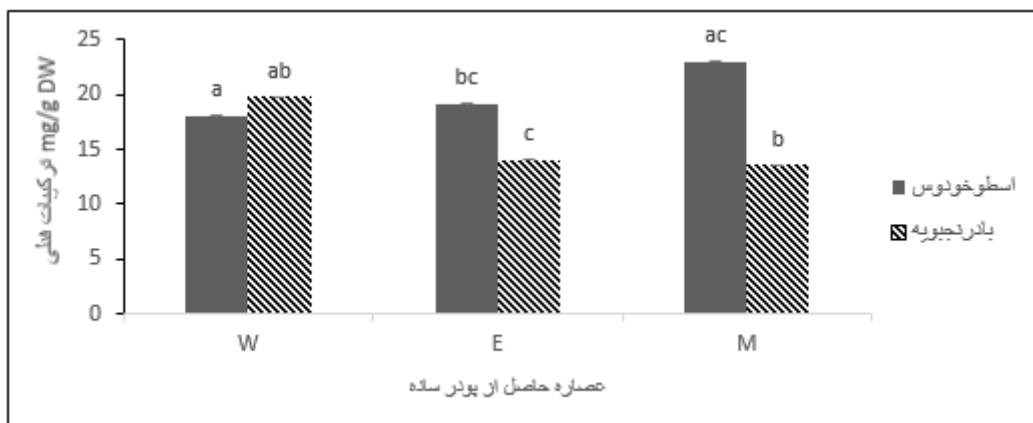 ترکیبات فنلی mg/g DW
25
20
15
10
5
0
a
ab
bc
c
ac
b
W
E
M
عصاره حاصل از پودر ساده
اسطوخودوس
بادرنجبویه